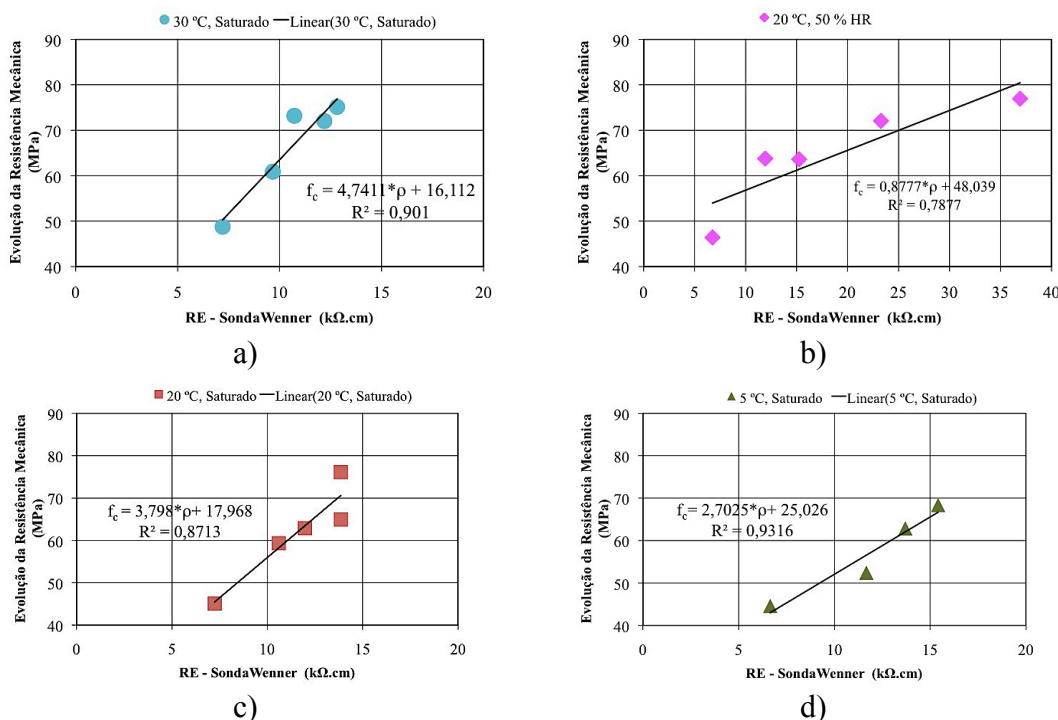 30 ºC, Saturado Linear(30 ºC, Saturado)
Evolução da Resistência Mecânica
(MPa)
90
80
70
60
50
40
f_c = 4,7411*ρ + 16,112
R² = 0,901
0 5 10 15 20
RE - SondaWenner (kΩ.cm)
a)
20 ºC, 50 % HR
Evolução da Resistência Mecânica
(MPa)
90
80
70
60
50
40
f_c = 0,8777*ρ + 48,039
R² = 0,7877
0 5 10 15 20 25 30 35 40
RE - SondaWenner (kΩ.cm)
b)
20 ºC, Saturado Linear(20 ºC, Saturado)
Evolução da Resistência Mecânica
(MPa)
90
80
70
60
50
40
f_c = 3,798*ρ+ 17,968
R² = 0,8713
0 5 10 15 20
RE - SondaWenner (kΩ.cm)
c)
5 ºC, Saturado Linear(5 ºC, Saturado)
Evolução da Resistência Mecânica
(MPa)
90
80
70
60
50
40
f_c = 2,7025*ρ+ 25,026
R² = 0,9316
0 5 10 15 20
RE - SondaWenner (kΩ.cm)
d)